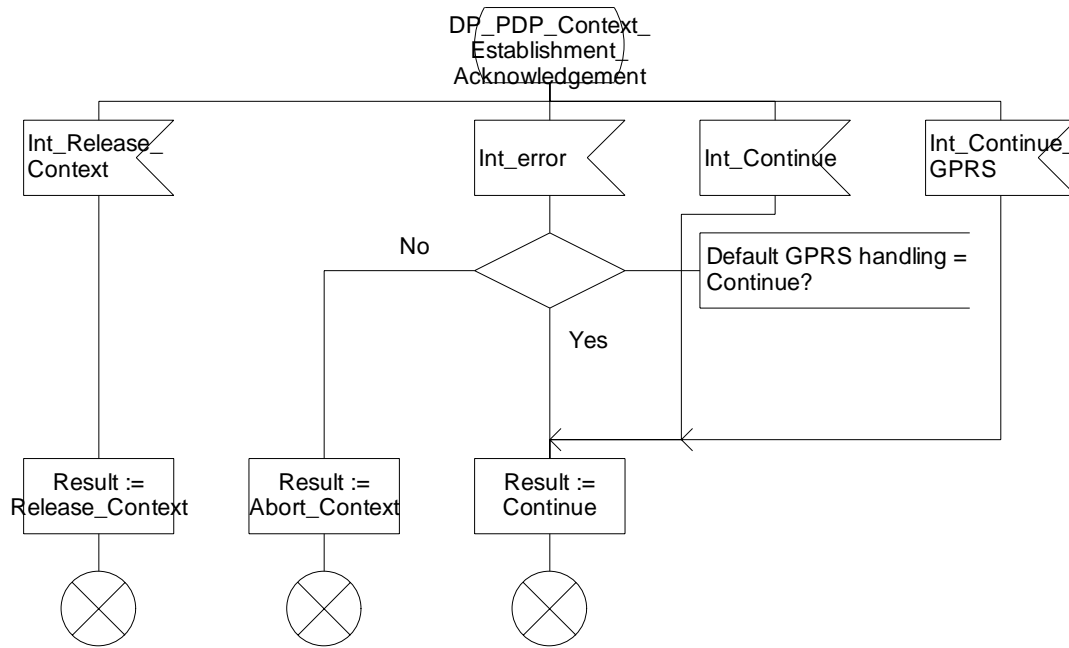 DP_PDP_Context_
Establishment_
Acknowledgement
Int_Release_
Context
Int_error
Int_Continue
Int_Continue_
GPRS
No
Default GPRS handling =
Continue?
Yes
Result :=
Release_Context
Result :=
Abort_Context
Result :=
Continue